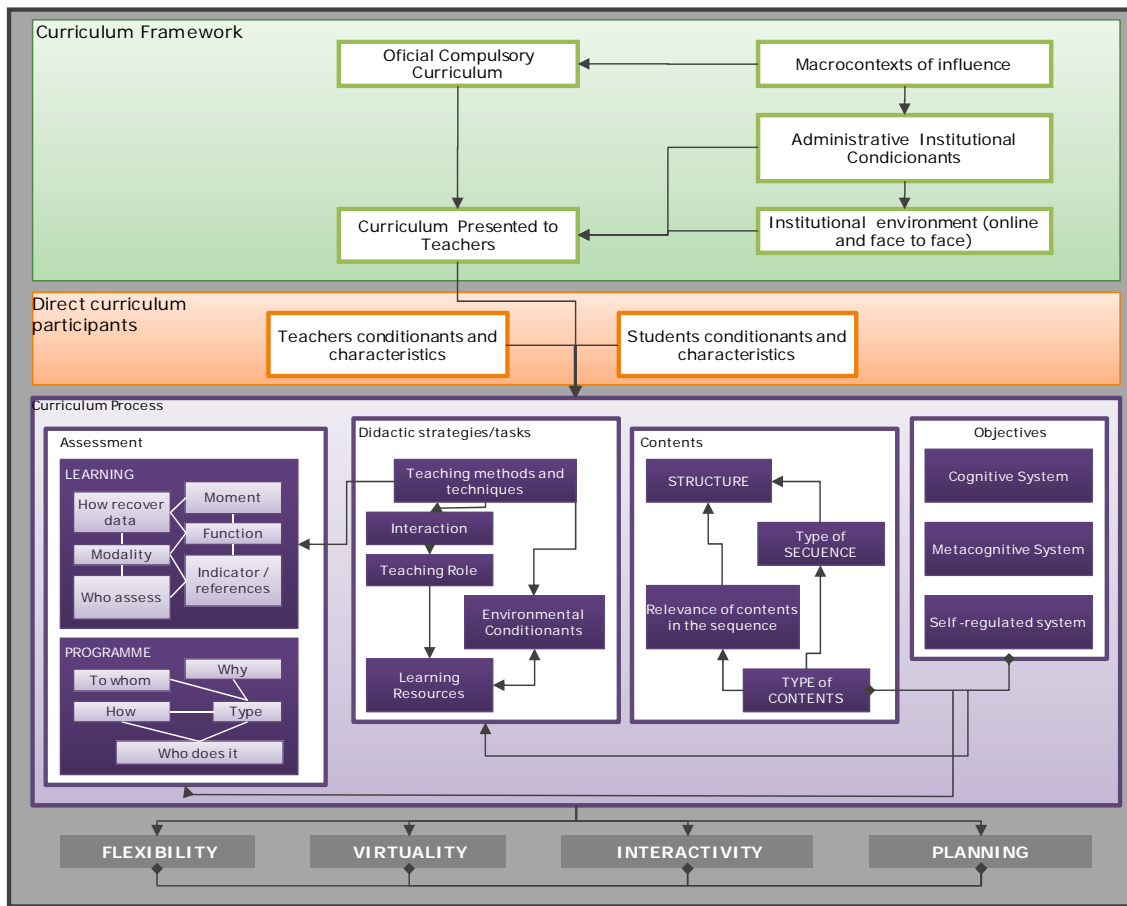 Curriculum Framework
Oficial Compulsory
Curriculum
Macrocontexts of influence
Administrative Institutional
Condicionants
Curriculum Presented to
Teachers
Institutional environment (online
and face to face)
Direct curriculum
participants
Teachers conditionants and
characteristics
Students conditionants and
characteristics
Curriculum Process
Assessment
LEARNING
How recover
data
Moment
Function
Modality
Indicator /
references
Who assess
PROGRAMME
Why
To whom
How
Type
Who does it
Didactic strategies/tasks
Teaching methods and
techniques
Interaction
Teaching Role
Environmental
Conditionants
Learning
Resources
Contents
STRUCTURE
Type of
SECUENCE
Relevance of contents
in the sequence
TYPE of
CONTENTS
Objectives
Cognitive System
Metacognitive System
Self -regulated system
FLEXIBILITY
VIRTUALITY
INTERACTIVITY
PLANNING